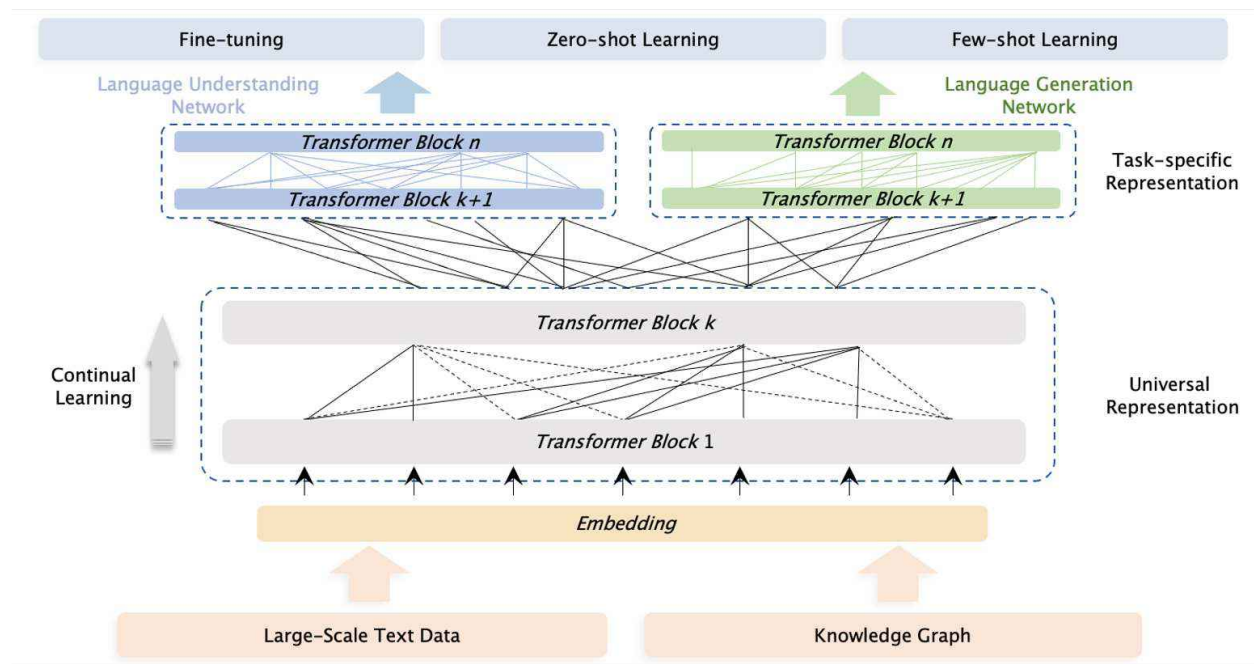 Fine-tuning
Zero-shot Learning
Few-shot Learning
Language Understanding
Network
Language Generation
Network
Transformer Block n
Transformer Block n
Task-specific
Representation
Transformer Block k+1
Transformer Block k+1
Transformer Block k
Continual
Learning
Universal
Representation
Transformer Block 1
Embedding
Large-Scale Text Data
Knowledge Graph